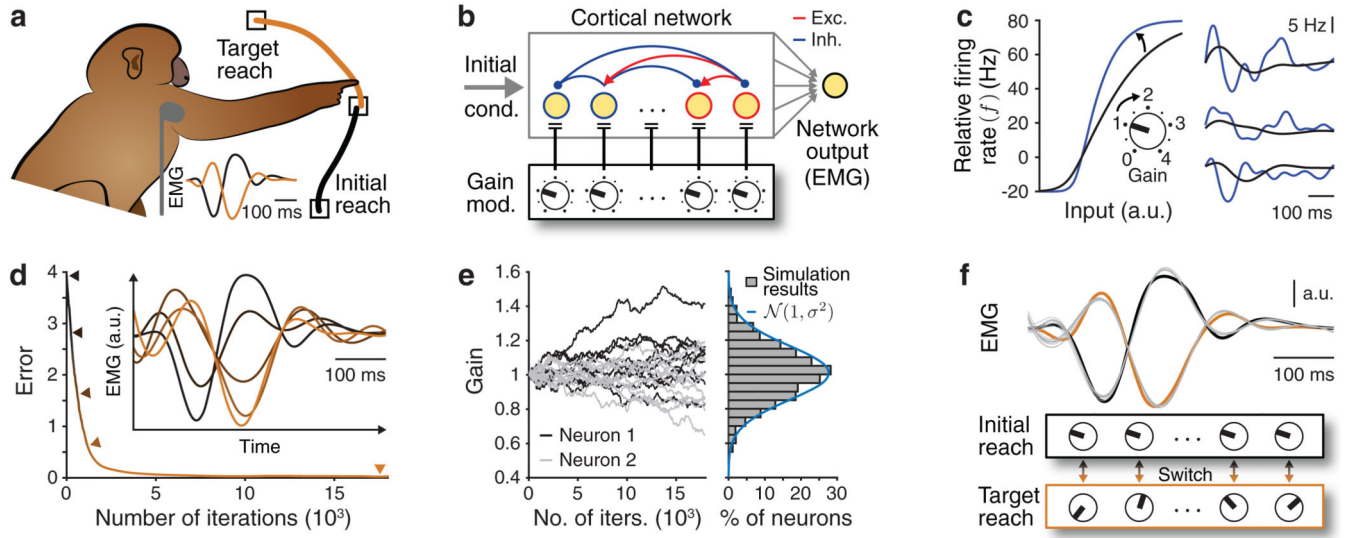 a
Target
reach
EMG
100 ms
Initial
reach
b
Cortical network
Exc.
Inh.
Initial
cond.
...
Network
output
(EMG)
Gain
mod.
...
c
Relative firing
rate (f) (Hz)
80
60
40
20
0
-20
Input (a.u.)
0
1
2
3
4
Gain
5 Hz
100 ms
d
Error
4
3
2
1
0
0
5
10
15
Number of iterations (10³)
EMG (a.u.)
Time
100 ms
e
Gain
1.6
1.4
1.2
1
0.8
0.6
0.4
Neuron 1
Neuron 2
0
5
10
15
No. of iters. (10³)
Simulation
results
𝒩(1, σ²)
0
10
20
30
% of neurons
f
EMG
a.u.
100 ms
Initial
reach
...
Switch
Target
reach
...